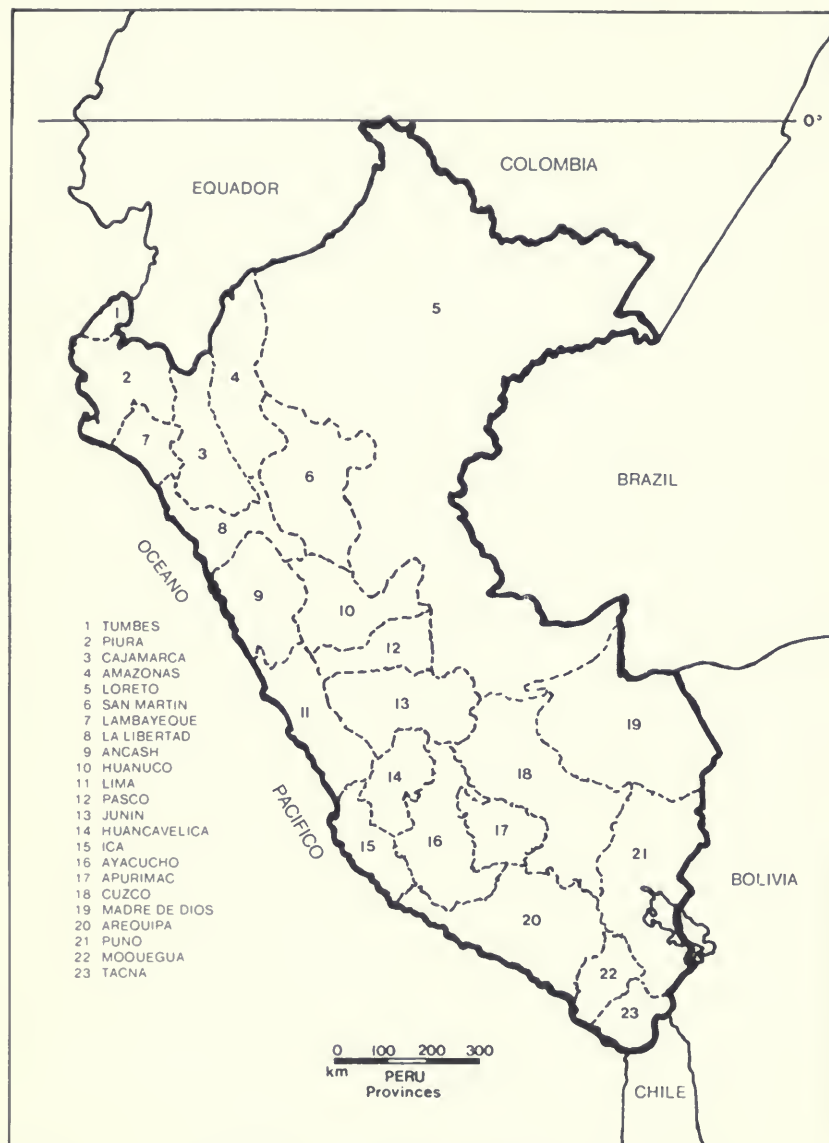 0°
COLOMBIA
EQUADOR
1
5
2
4
7
3
6
BRAZIL
8
OCEANO
9
10
12
1 TUMBES
2 PIURA
3 CAJAMARCA
4 AMAZONAS
5 LORETO
6 SAN MARTIN
7 LAMBAYEQUE
8 LA LIBERTAD
9 ANCASH
10 HUANUCO
11 LIMA
12 PASCO
13 JUNIN
14 HUANCAVELICA
15 ICA
16 AYACUCHO
17 APURIMAC
18 CUZCO
19 MADRE DE DIOS
20 AREQUIPA
21 PUNO
22 MOQUEGUA
23 TACNA
13
11
19
14
18
PACIFICO
17
16
15
21
BOLIVIA
20
22
23
0 100 200 300
km
PERU
Provinces
CHILE